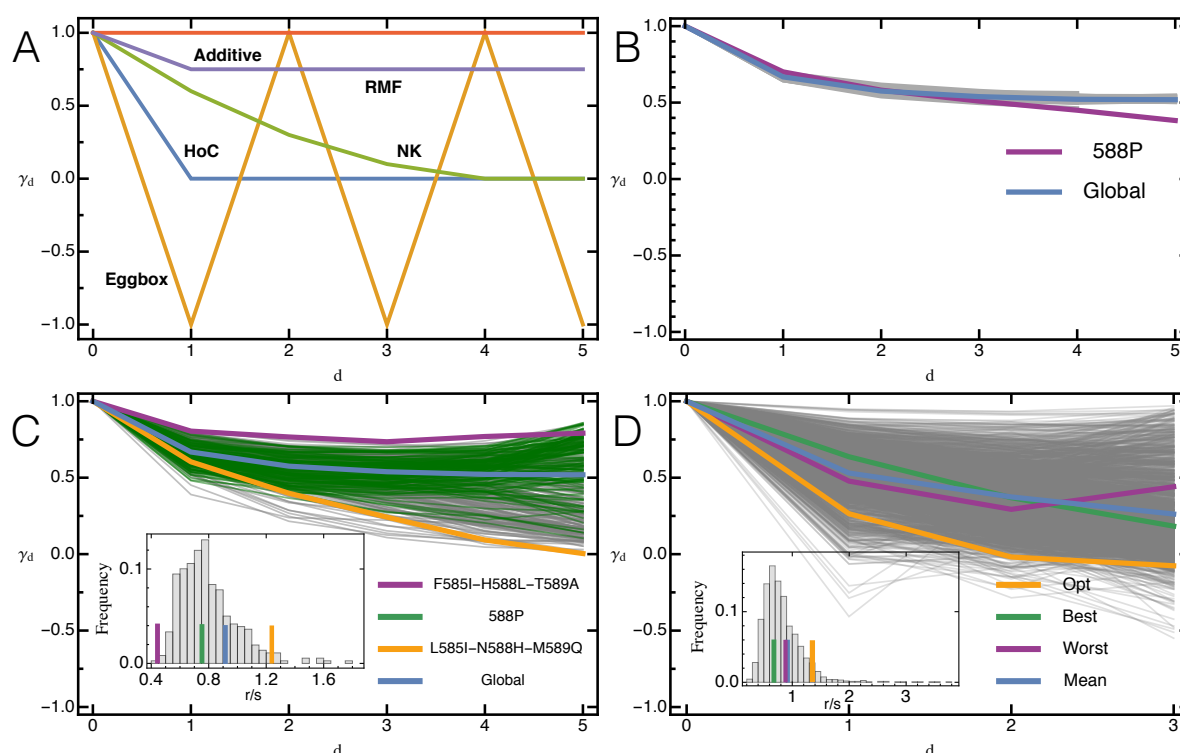 A
1.0
0.5
0.0
−0.5
−1.0
γd
Additive
RMF
HoC
NK
Eggbox
0 1 2 3 4 5
d
B
1.0
0.5
0.0
−0.5
−1.0
γd
588P
Global
0 1 2 3 4 5
d
C
1.0
0.5
0.0
−0.5
−1.0
γd
Frequency
0.1
0.0
0.4 0.8 1.2 1.6
r/s
F585I−H588L−T589A
588P
L585I−N588H−M589Q
Global
0 1 2 3 4 5
d
D
1.0
0.5
0.0
−0.5
−1.0
γd
Frequency
0.1
0.0
1 2 3
r/s
Opt
Best
Worst
Mean
0 1 2 3
d